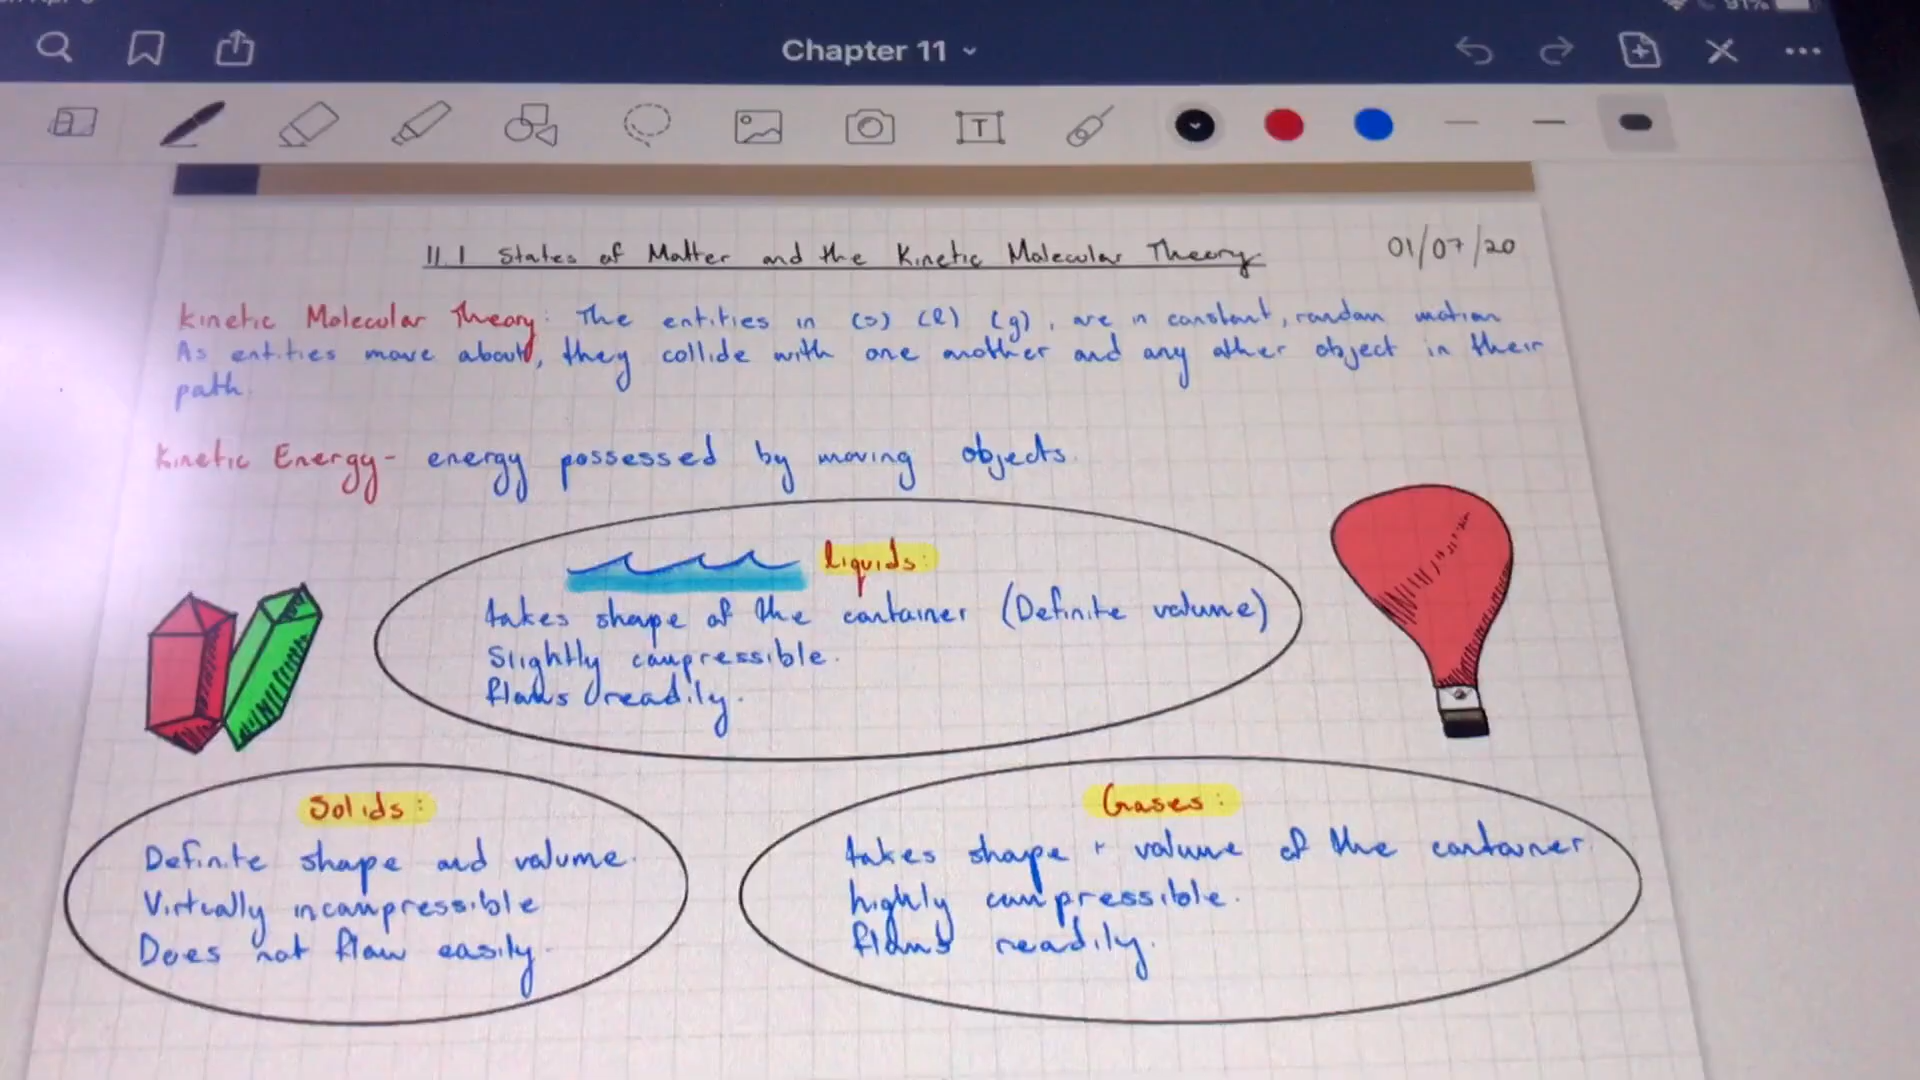 91%
Chapter 11
T
11.1 States of Matter and the Kinetic Molecular Theory
01/07/20
Kinetic Molecular Theory: The entities in (s) (l) (g), are in constant, random motion
As entities move about, they collide with one another and any other object in their
path.
Kinetic Energy- energy possessed by moving objects.
liquids:
takes shape of the container (Definite volume)
Slightly compressible.
flows readily.
Solids:
Definite shape and volume.
Virtually incompressible
Does not flow easily.
Gases:
takes shape + volume of the container.
highly compressible.
flows readily.